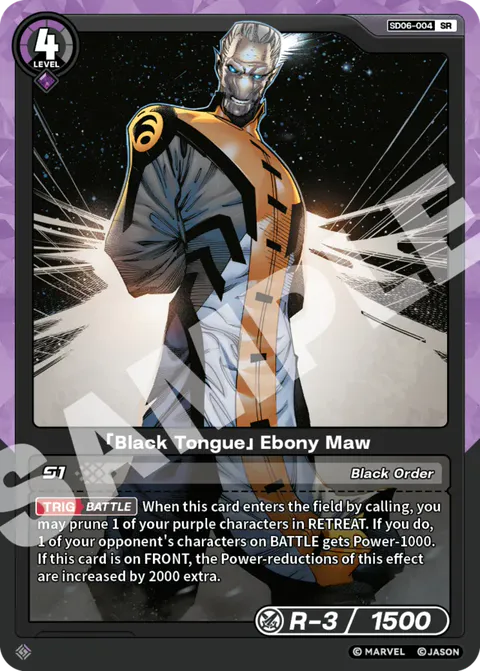 4
LEVEL
SD06-004 SR
SAMPLE
「Black Tongue」 Ebony Maw
S1
Black Order
TRIG BATTLE When this card enters the field by calling, you
may prune 1 of your purple characters in RETREAT. If you do,
1 of your opponent's characters on BATTLE gets Power-1000.
If this card is on FRONT, the Power-reductions of this effect
are increased by 2000 extra.
R-3 / 1500
© MARVEL © JASON